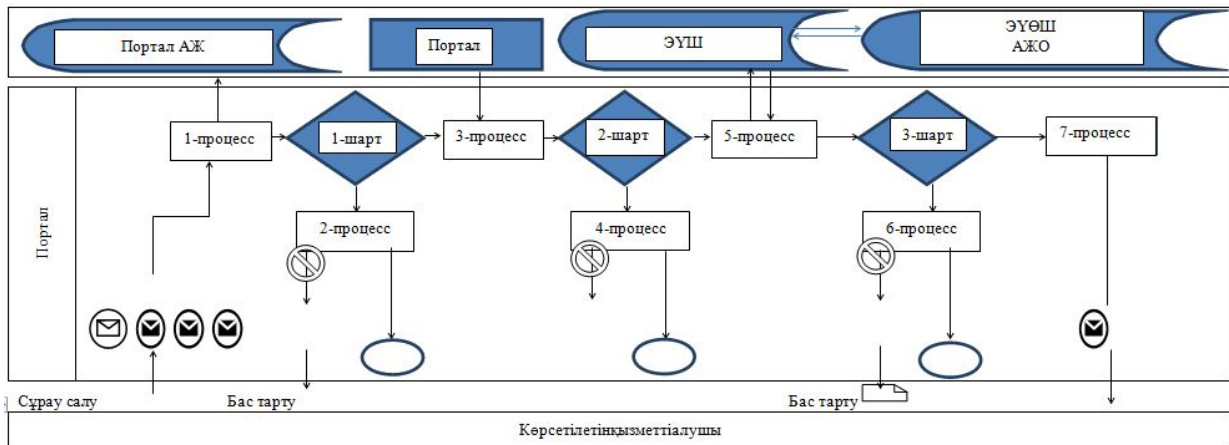 Портал АЖ
Портал
ЭҮШ
ЭҮӨШ
АЖО
1-процесс
1-шарт
3-процесс
2-шарт
5-процесс
3-шарт
7-процесс
2-процесс
4-процесс
6-процесс
Портал
Сұрау салу
Бас тарту
Бас тарту
Көрсетілетінқызметтіалушы